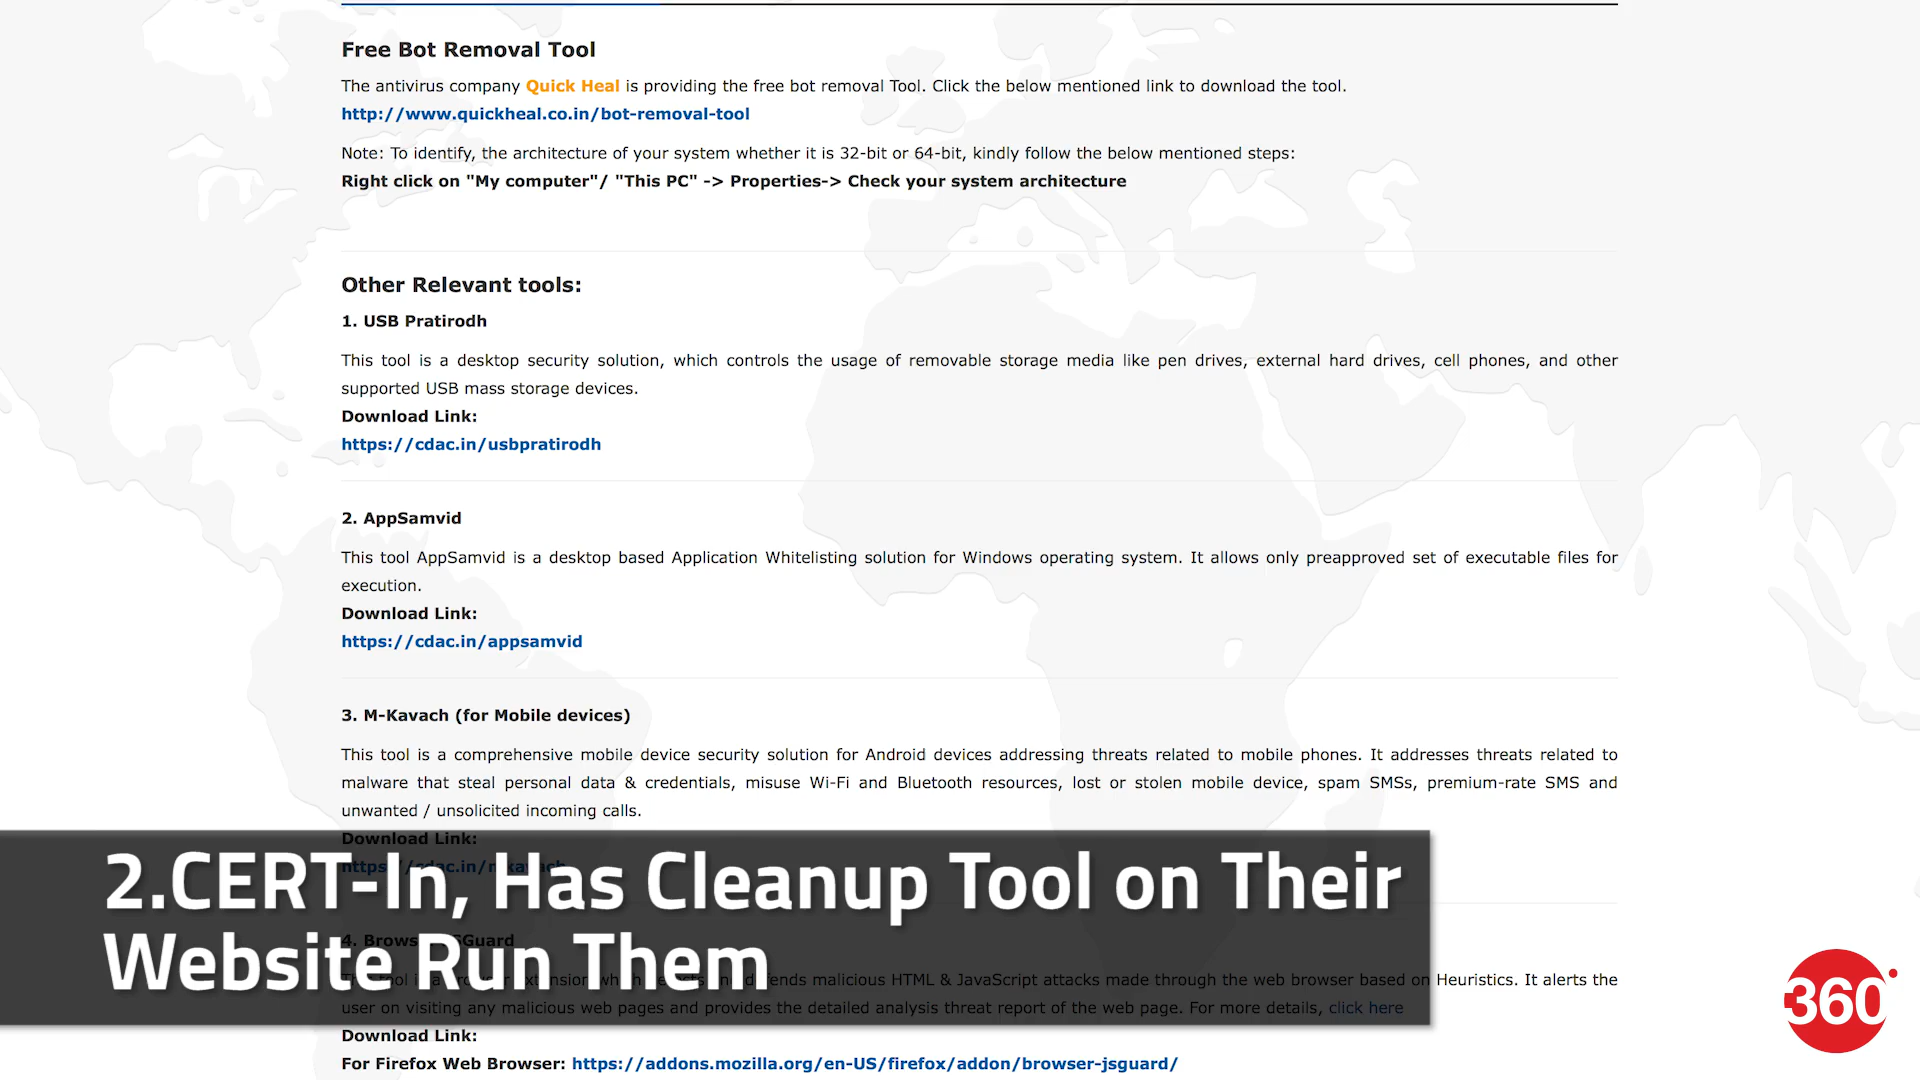 Free Bot Removal Tool
The antivirus company Quick Heal is providing the free bot removal Tool. Click the below mentioned link to download the tool.
http://www.quickheal.co.in/bot-removal-tool
Note: To identify, the architecture of your system whether it is 32-bit or 64-bit, kindly follow the below mentioned steps:
Right click on "My computer"/ "This PC" -> Properties-> Check your system architecture
Other Relevant tools:
1. USB Pratirodh
This tool is a desktop security solution, which controls the usage of removable storage media like pen drives, external hard drives, cell phones, and other
supported USB mass storage devices.
Download Link:
https://cdac.in/usbpratirodh
2. AppSamvid
This tool AppSamvid is a desktop based Application Whitelisting solution for Windows operating system. It allows only preapproved set of executable files for
execution.
Download Link:
https://cdac.in/appsamvid
3. M-Kavach (for Mobile devices)
This tool is a comprehensive mobile device security solution for Android devices addressing threats related to mobile phones. It addresses threats related to
malware that steal personal data & credentials, misuse Wi-Fi and Bluetooth resources, lost or stolen mobile device, spam SMSs, premium-rate SMS and
unwanted / unsolicited incoming calls.
Download Link:
2.CERT-In, Has Cleanup Tool on Their
Website Run Them
malicious HTML & JavaScript attacks made through the web browser based on Heuristics. It alerts the
user on visiting any malicious web pages and provides the detailed analysis threat report of the web page. For more details, click here
Download Link:
For Firefox Web Browser: https://addons.mozilla.org/en-US/firefox/addon/browser-jsguard/
360